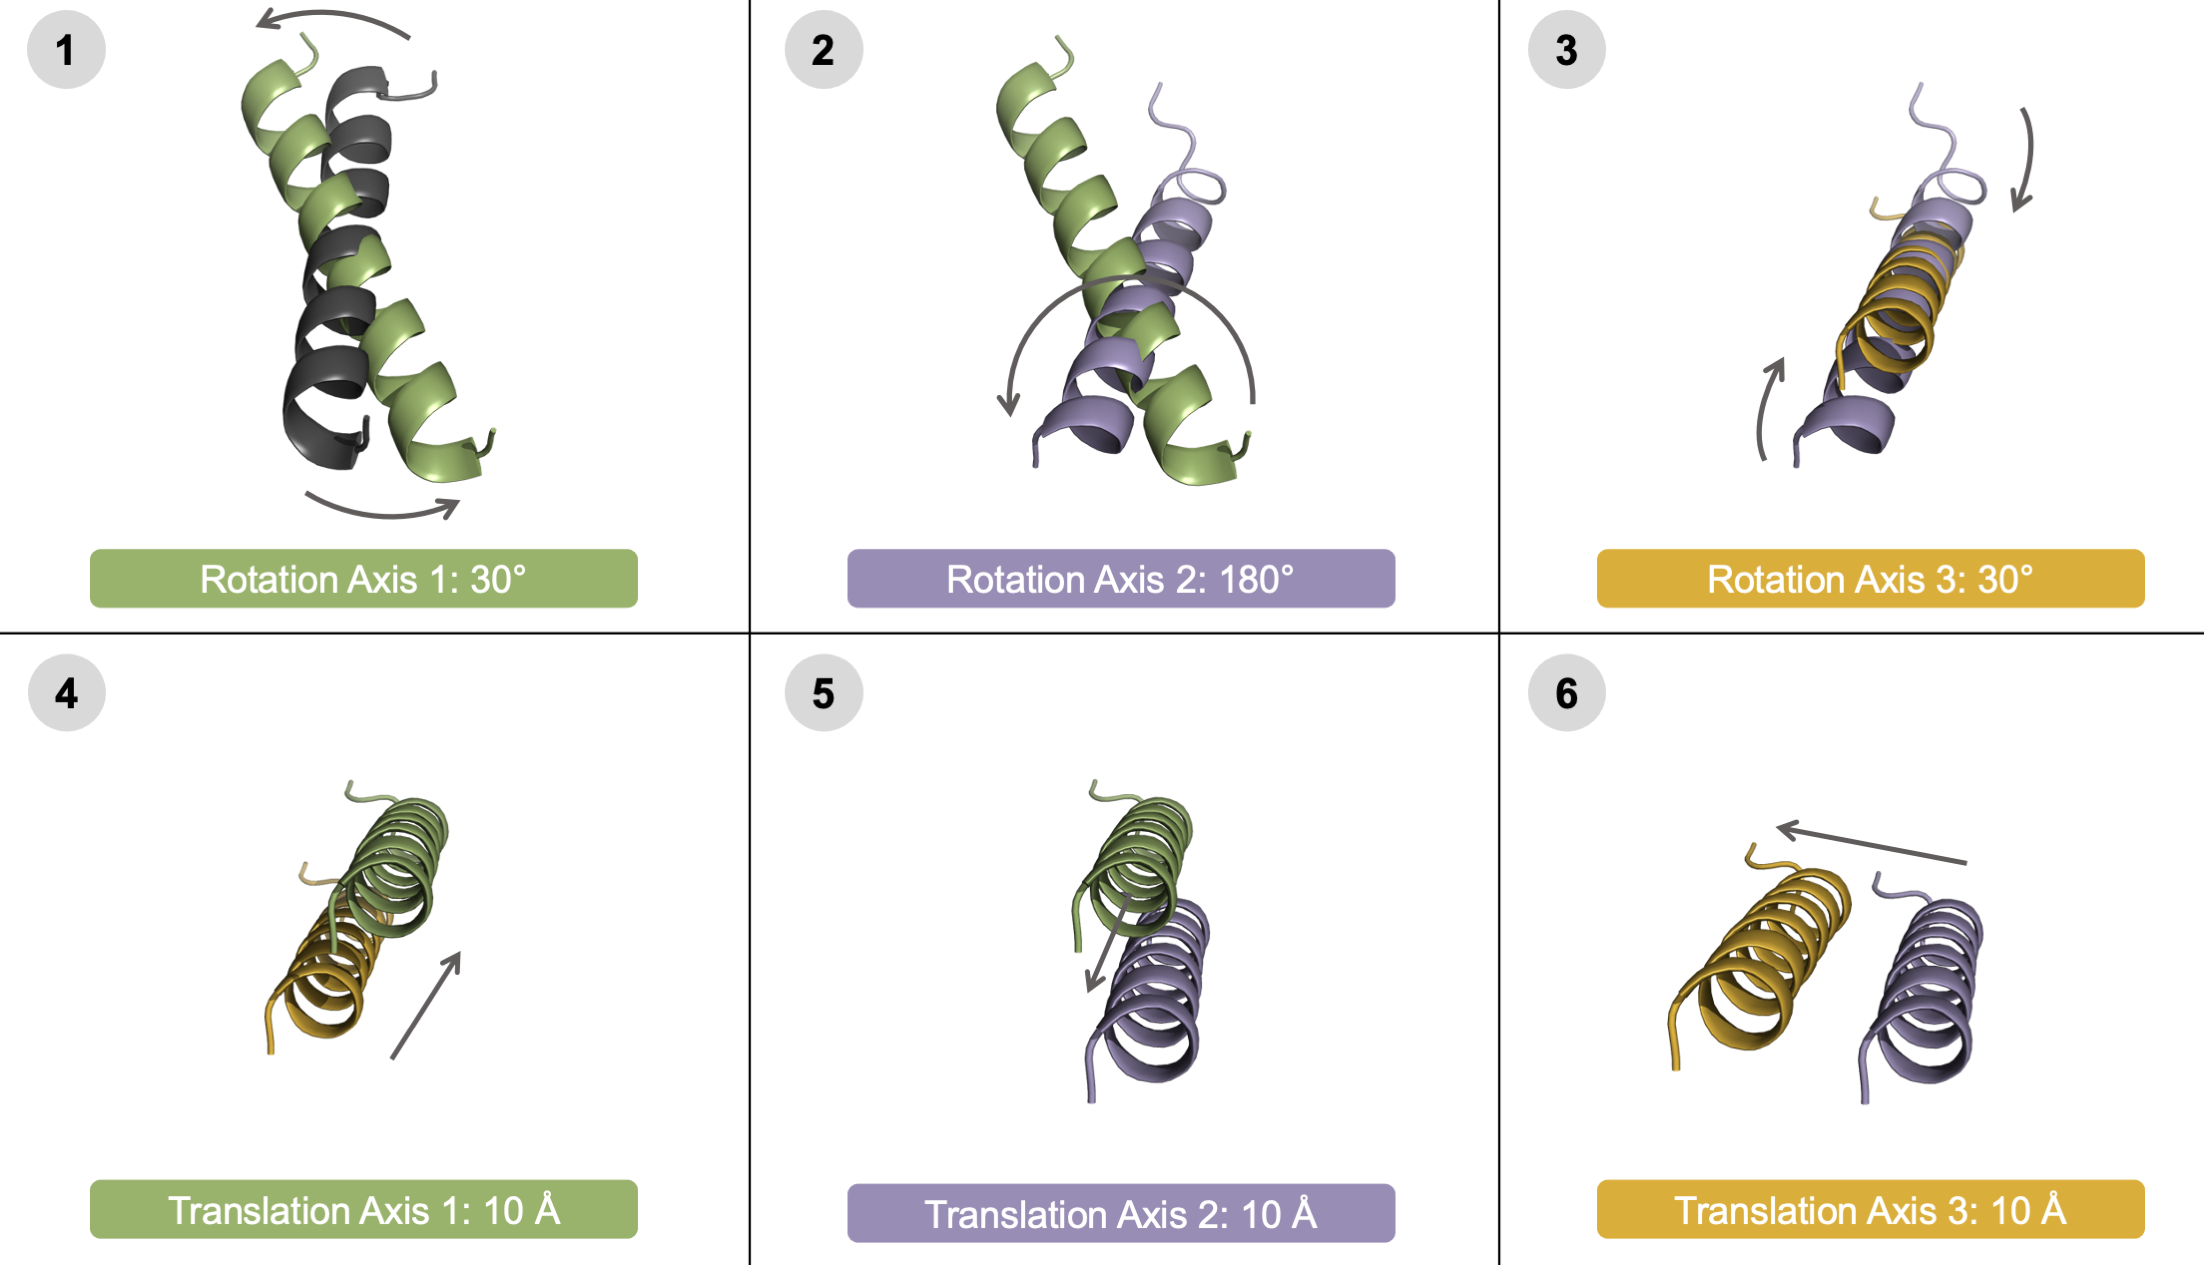 1
2
3
Rotation Axis 1: 30°
Rotation Axis 2: 180°
Rotation Axis 3: 30°
4
5
6
Translation Axis 1: 10 Å
Translation Axis 2: 10 Å
Translation Axis 3: 10 Å